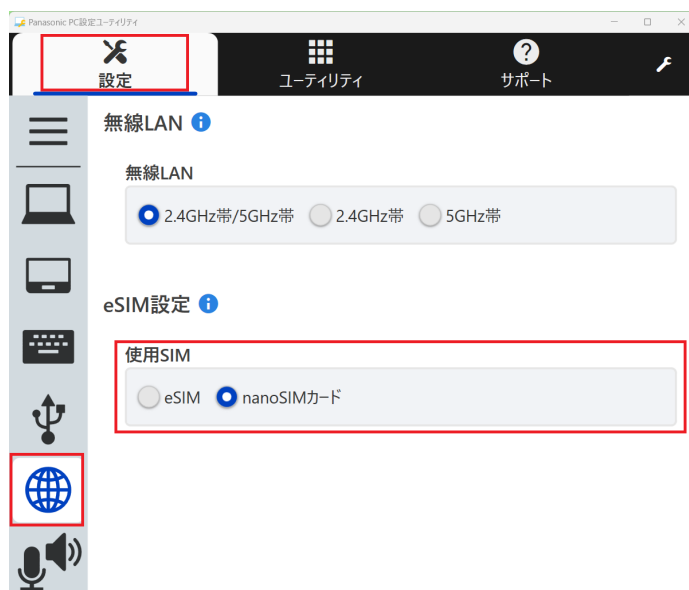 Panasonic PC設定ユーティリティ
設定
ユーティリティ
サポート
無線LAN
無線LAN
2.4GHz帯/5GHz帯 2.4GHz帯 5GHz帯
eSIM設定
使用SIM
eSIM nanoSIMカード